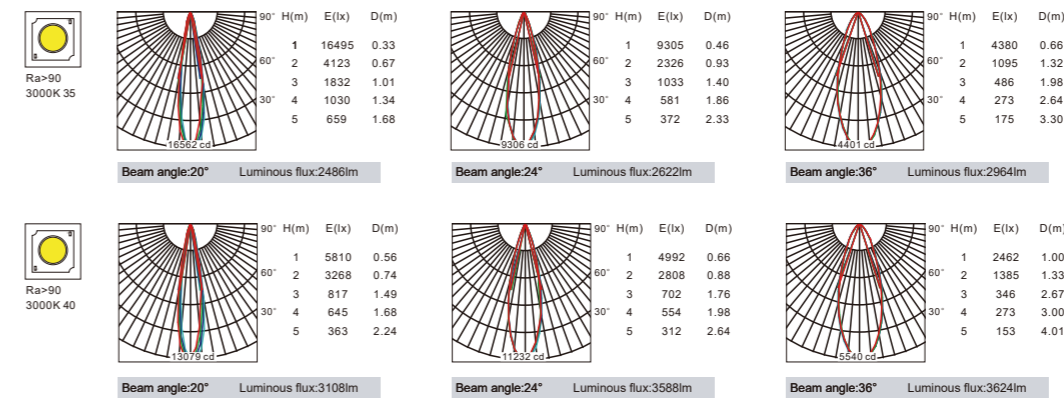 Ra>90
3000K 35
90° H(m) E(lx) D(m)
1 16495 0.33
60° 2 4123 0.67
3 1832 1.01
30° 4 1030 1.34
5 659 1.68
16562 cd
Beam angle:20° Luminous flux:2486lm
90° H(m) E(lx) D(m)
1 9305 0.46
60° 2 2326 0.93
3 1033 1.40
30° 4 581 1.86
5 372 2.33
9306 cd
Beam angle:24° Luminous flux:2622lm
90° H(m) E(lx) D(m)
1 4380 0.66
60° 2 1095 1.32
3 486 1.98
30° 4 273 2.64
5 175 3.30
4401 cd
Beam angle:36° Luminous flux:2964lm
Ra>90
3000K 40
90° H(m) E(lx) D(m)
1 5810 0.56
60° 2 3268 0.74
3 817 1.49
30° 4 645 1.68
5 363 2.24
13079 cd
Beam angle:20° Luminous flux:3108lm
90° H(m) E(lx) D(m)
1 4992 0.66
60° 2 2808 0.88
3 702 1.76
30° 4 554 1.98
5 312 2.64
11232 cd
Beam angle:24° Luminous flux:3588lm
90° H(m) E(lx) D(m)
1 2462 1.00
60° 2 1385 1.33
3 346 2.67
30° 4 273 3.00
5 153 4.01
5540 cd
Beam angle:36° Luminous flux:3624lm